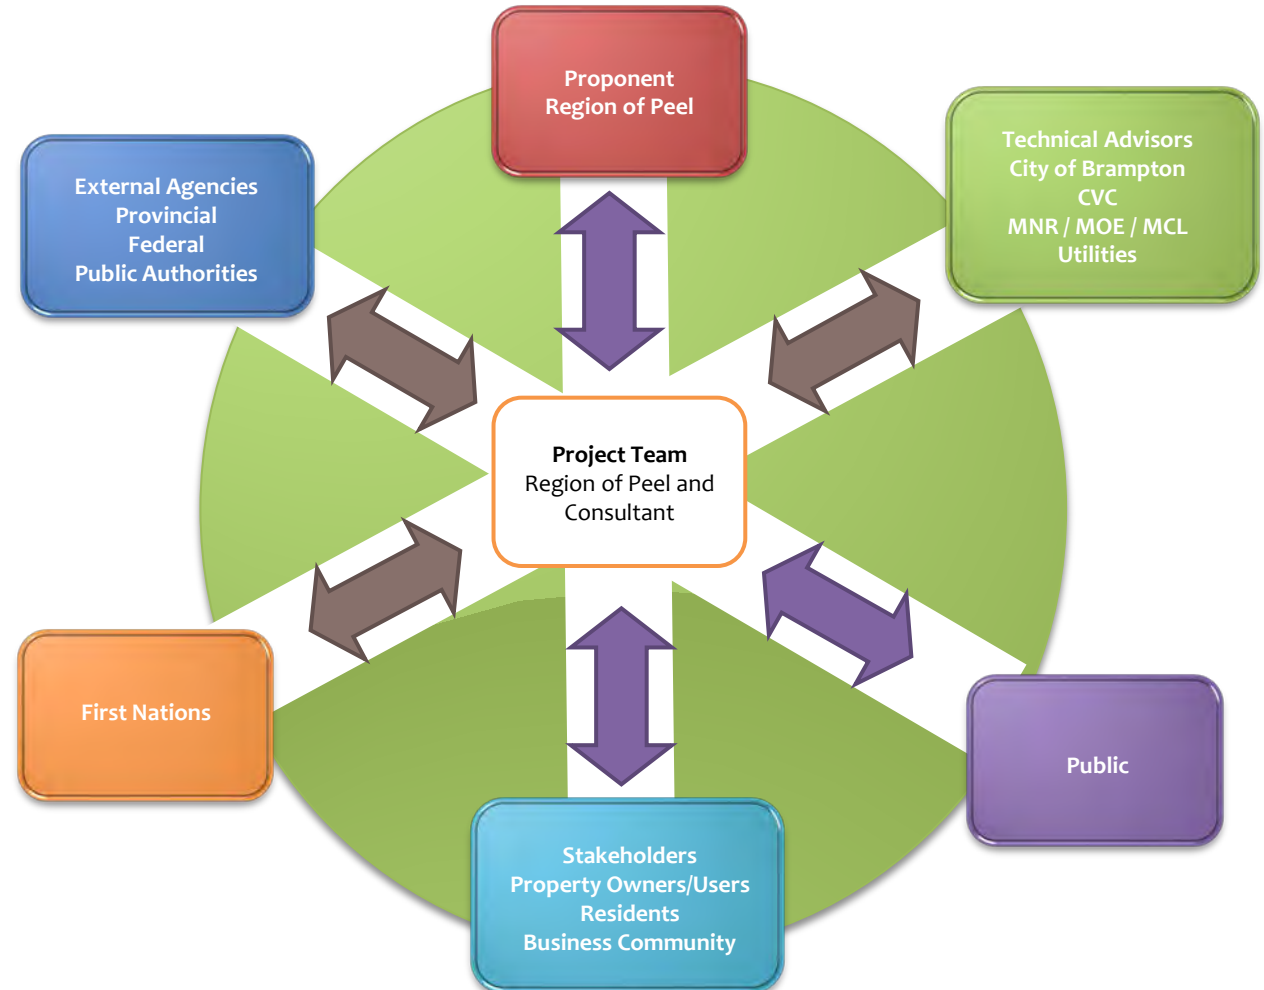 Proponent
Region of Peel
Technical Advisors
City of Brampton
CVC
MNR / MOE / MCL
Utilities
External Agencies
Provincial
Federal
Public Authorities
Project Team
Region of Peel and
Consultant
First Nations
Public
Stakeholders
Property Owners/Users
Residents
Business Community